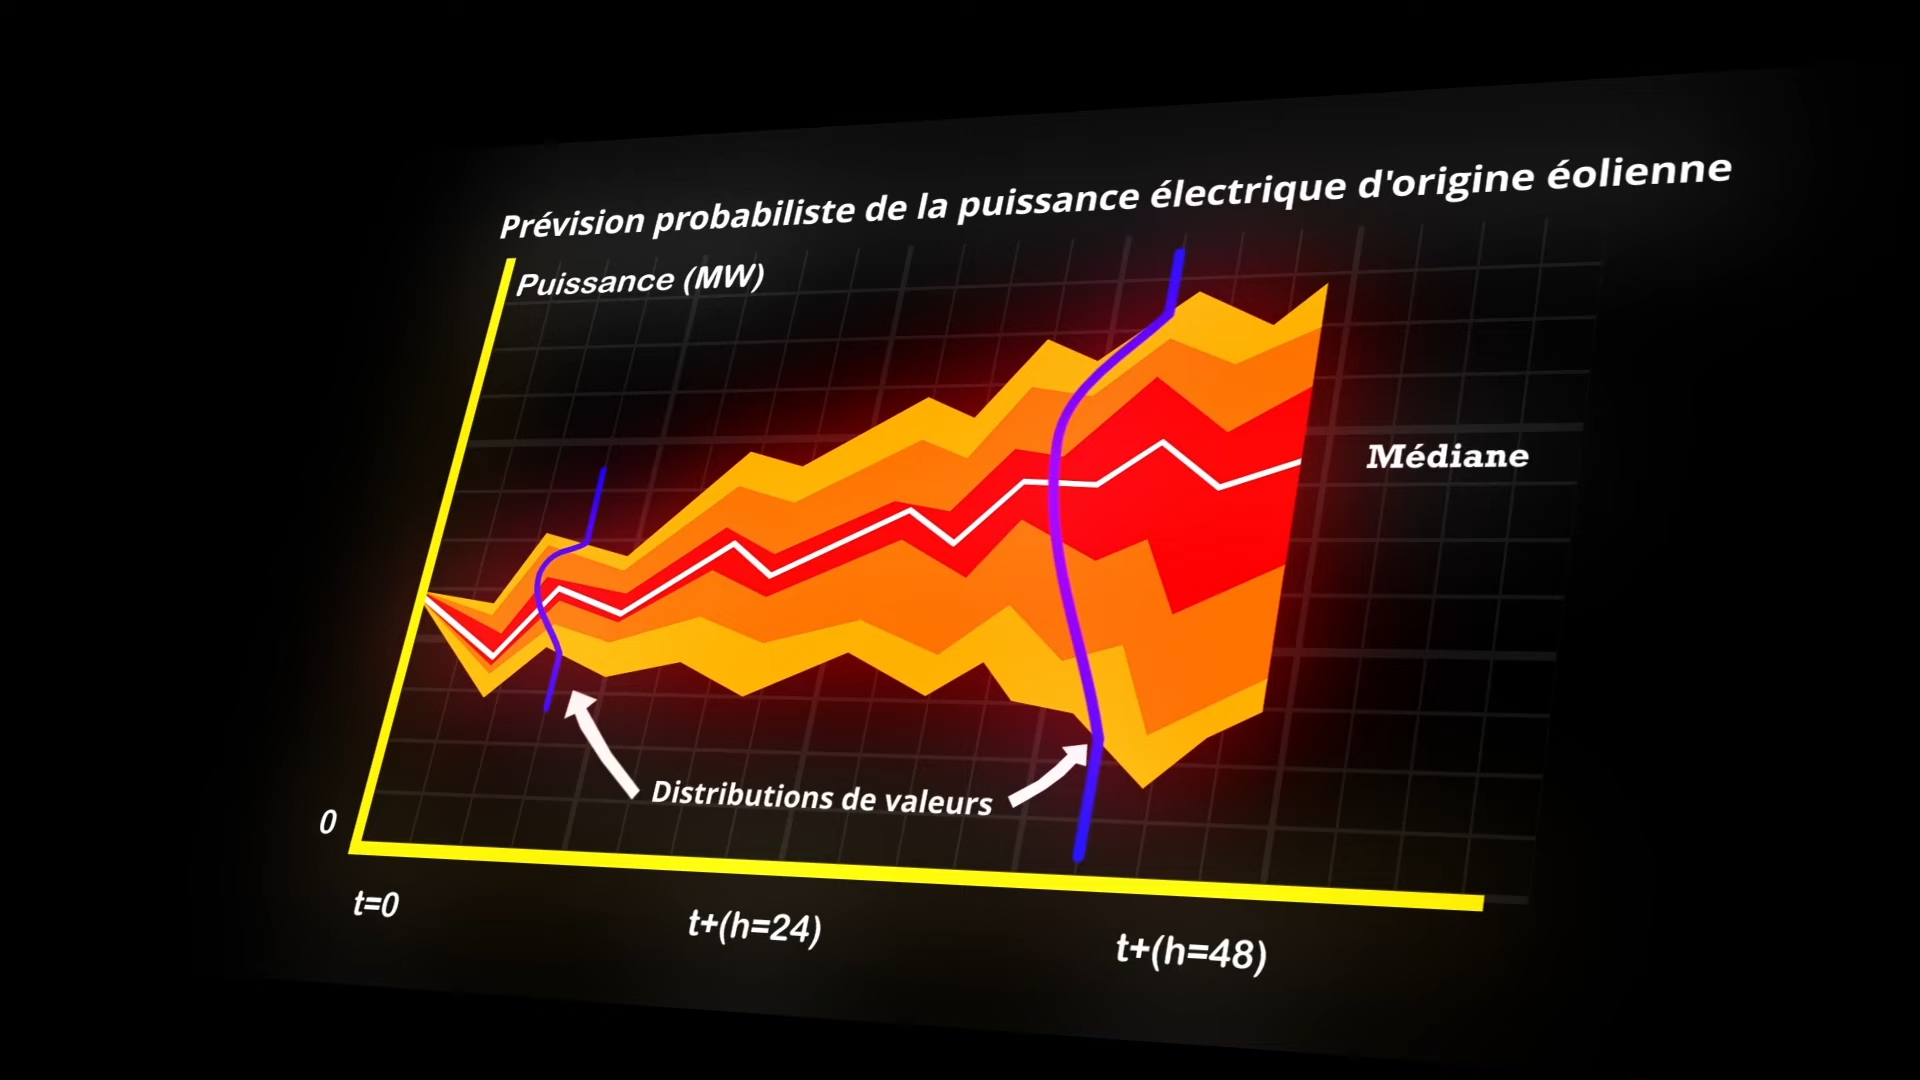 Prévision probabiliste de la puissance électrique d'origine éolienne
Puissance (MW)
Médiane
Distributions de valeurs
0
t=0
t+(h=24)
t+(h=48)